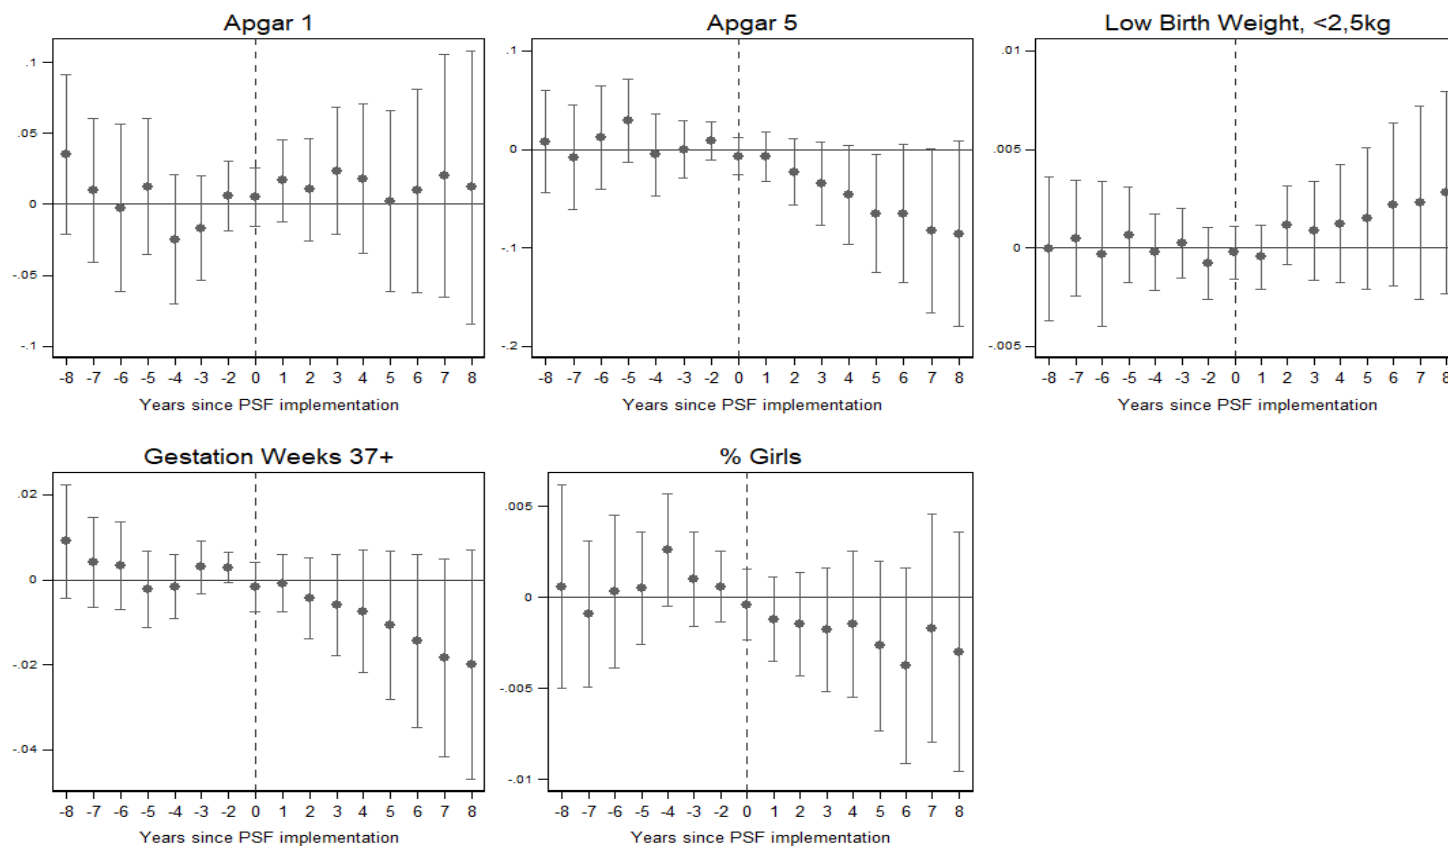 Apgar 1
.1
.05
0
-.05
-.1
-8 -7 -6 -5 -4 -3 -2 0 1 2 3 4 5 6 7 8
Years since PSF implementation
Apgar 5
.1
0
-.1
-.2
-8 -7 -6 -5 -4 -3 -2 0 1 2 3 4 5 6 7 8
Years since PSF implementation
Low Birth Weight, <2,5kg
.01
.005
0
-.005
-8 -7 -6 -5 -4 -3 -2 0 1 2 3 4 5 6 7 8
Years since PSF implementation
Gestation Weeks 37+
.02
0
-.02
-.04
-8 -7 -6 -5 -4 -3 -2 0 1 2 3 4 5 6 7 8
Years since PSF implementation
% Girls
.005
0
-.005
-.01
-8 -7 -6 -5 -4 -3 -2 0 1 2 3 4 5 6 7 8
Years since PSF implementation